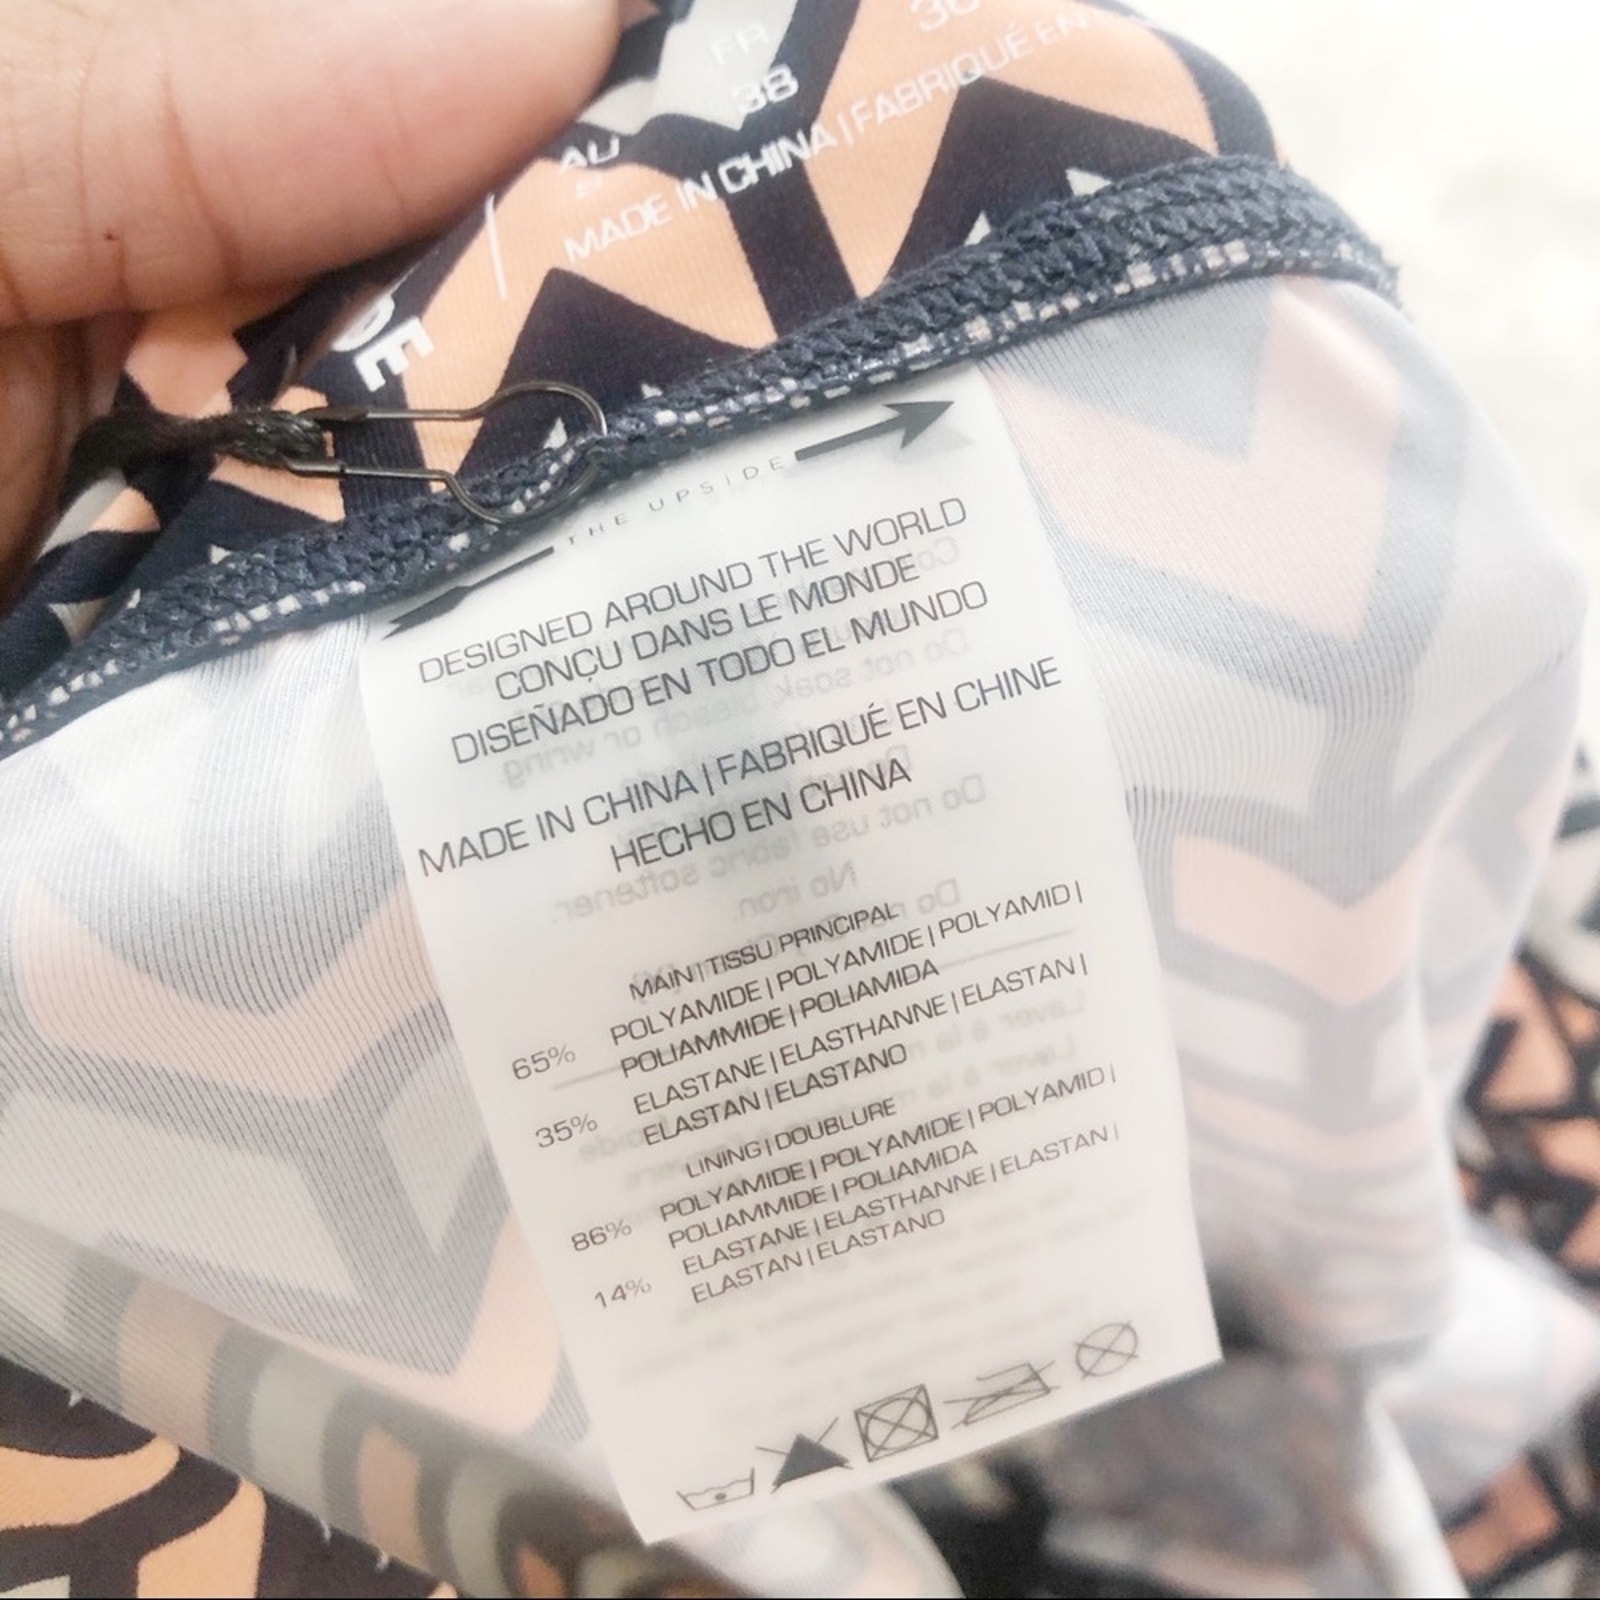 FR
38
AU
MADE IN CHINA | FABRIQUÉ EN
THE UPSIDE
DESIGNED AROUND THE WORLD
CONÇU DANS LE MONDE
DISEÑADO EN TODO EL MUNDO
MADE IN CHINA | FABRIQUÉ EN CHINE
HECHO EN CHINA
MAIN | TISSU PRINCIPAL
65% POLYAMIDE | POLYAMIDE | POLYAMID |
POLIAMMIDE | POLIAMIDA
35% ELASTANE | ELASTHANNE | ELASTAN |
ELASTAN | ELASTANO
LINING | DOUBLURE
86% POLYAMIDE | POLYAMIDE | POLYAMID |
POLIAMMIDE | POLIAMIDA
14% ELASTANE | ELASTHANNE | ELASTAN |
ELASTAN | ELASTANO